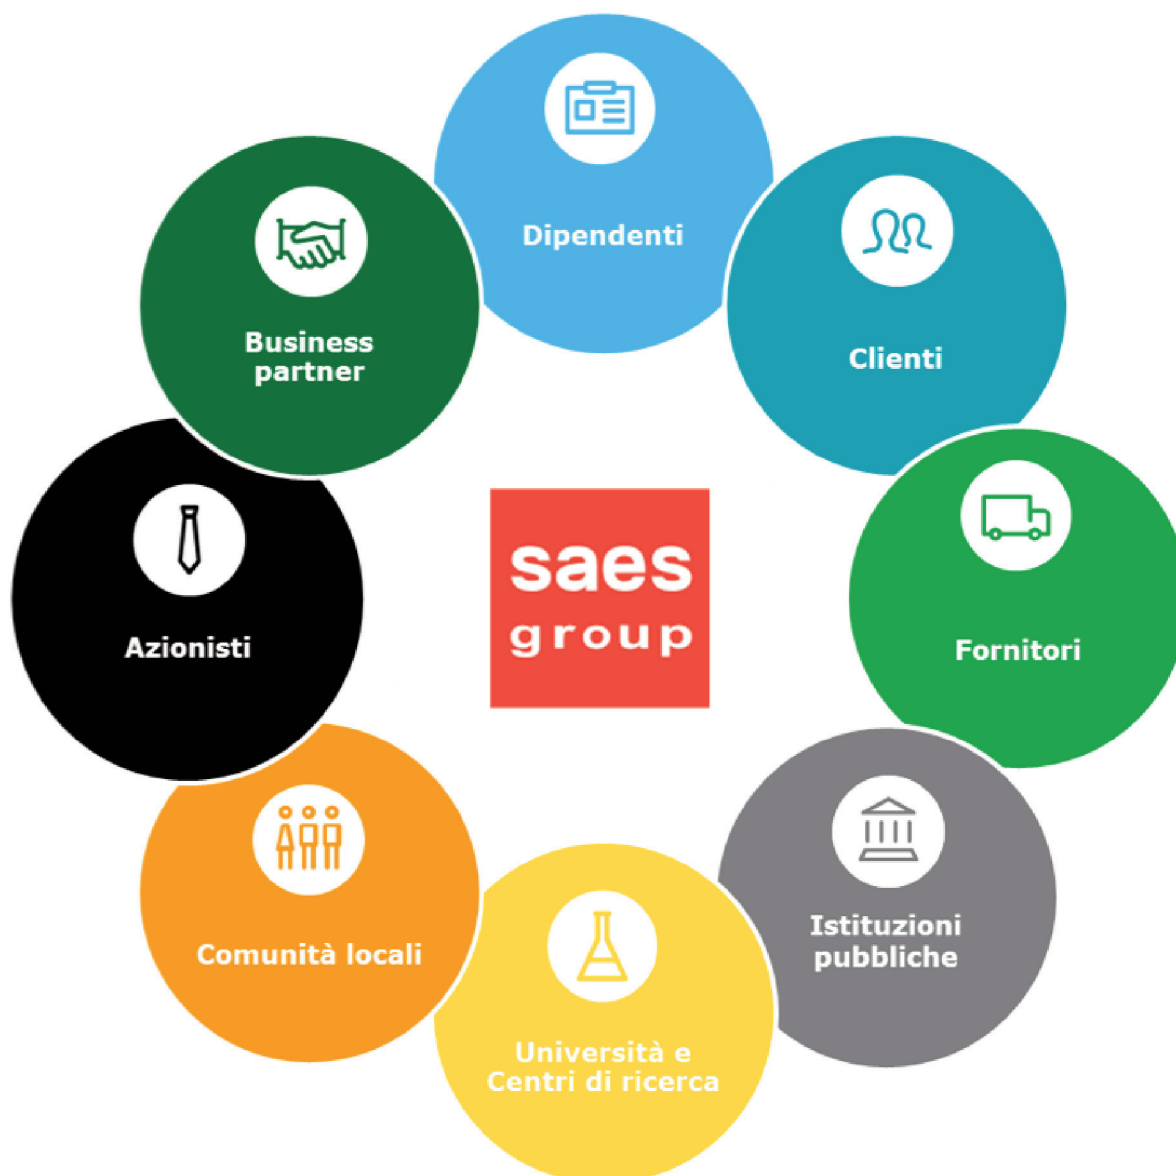 Dipendenti
Clienti
Fornitori
Istituzioni
pubbliche
Università e
Centri di ricerca
Comunità locali
Azionisti
Business
partner
saes
group